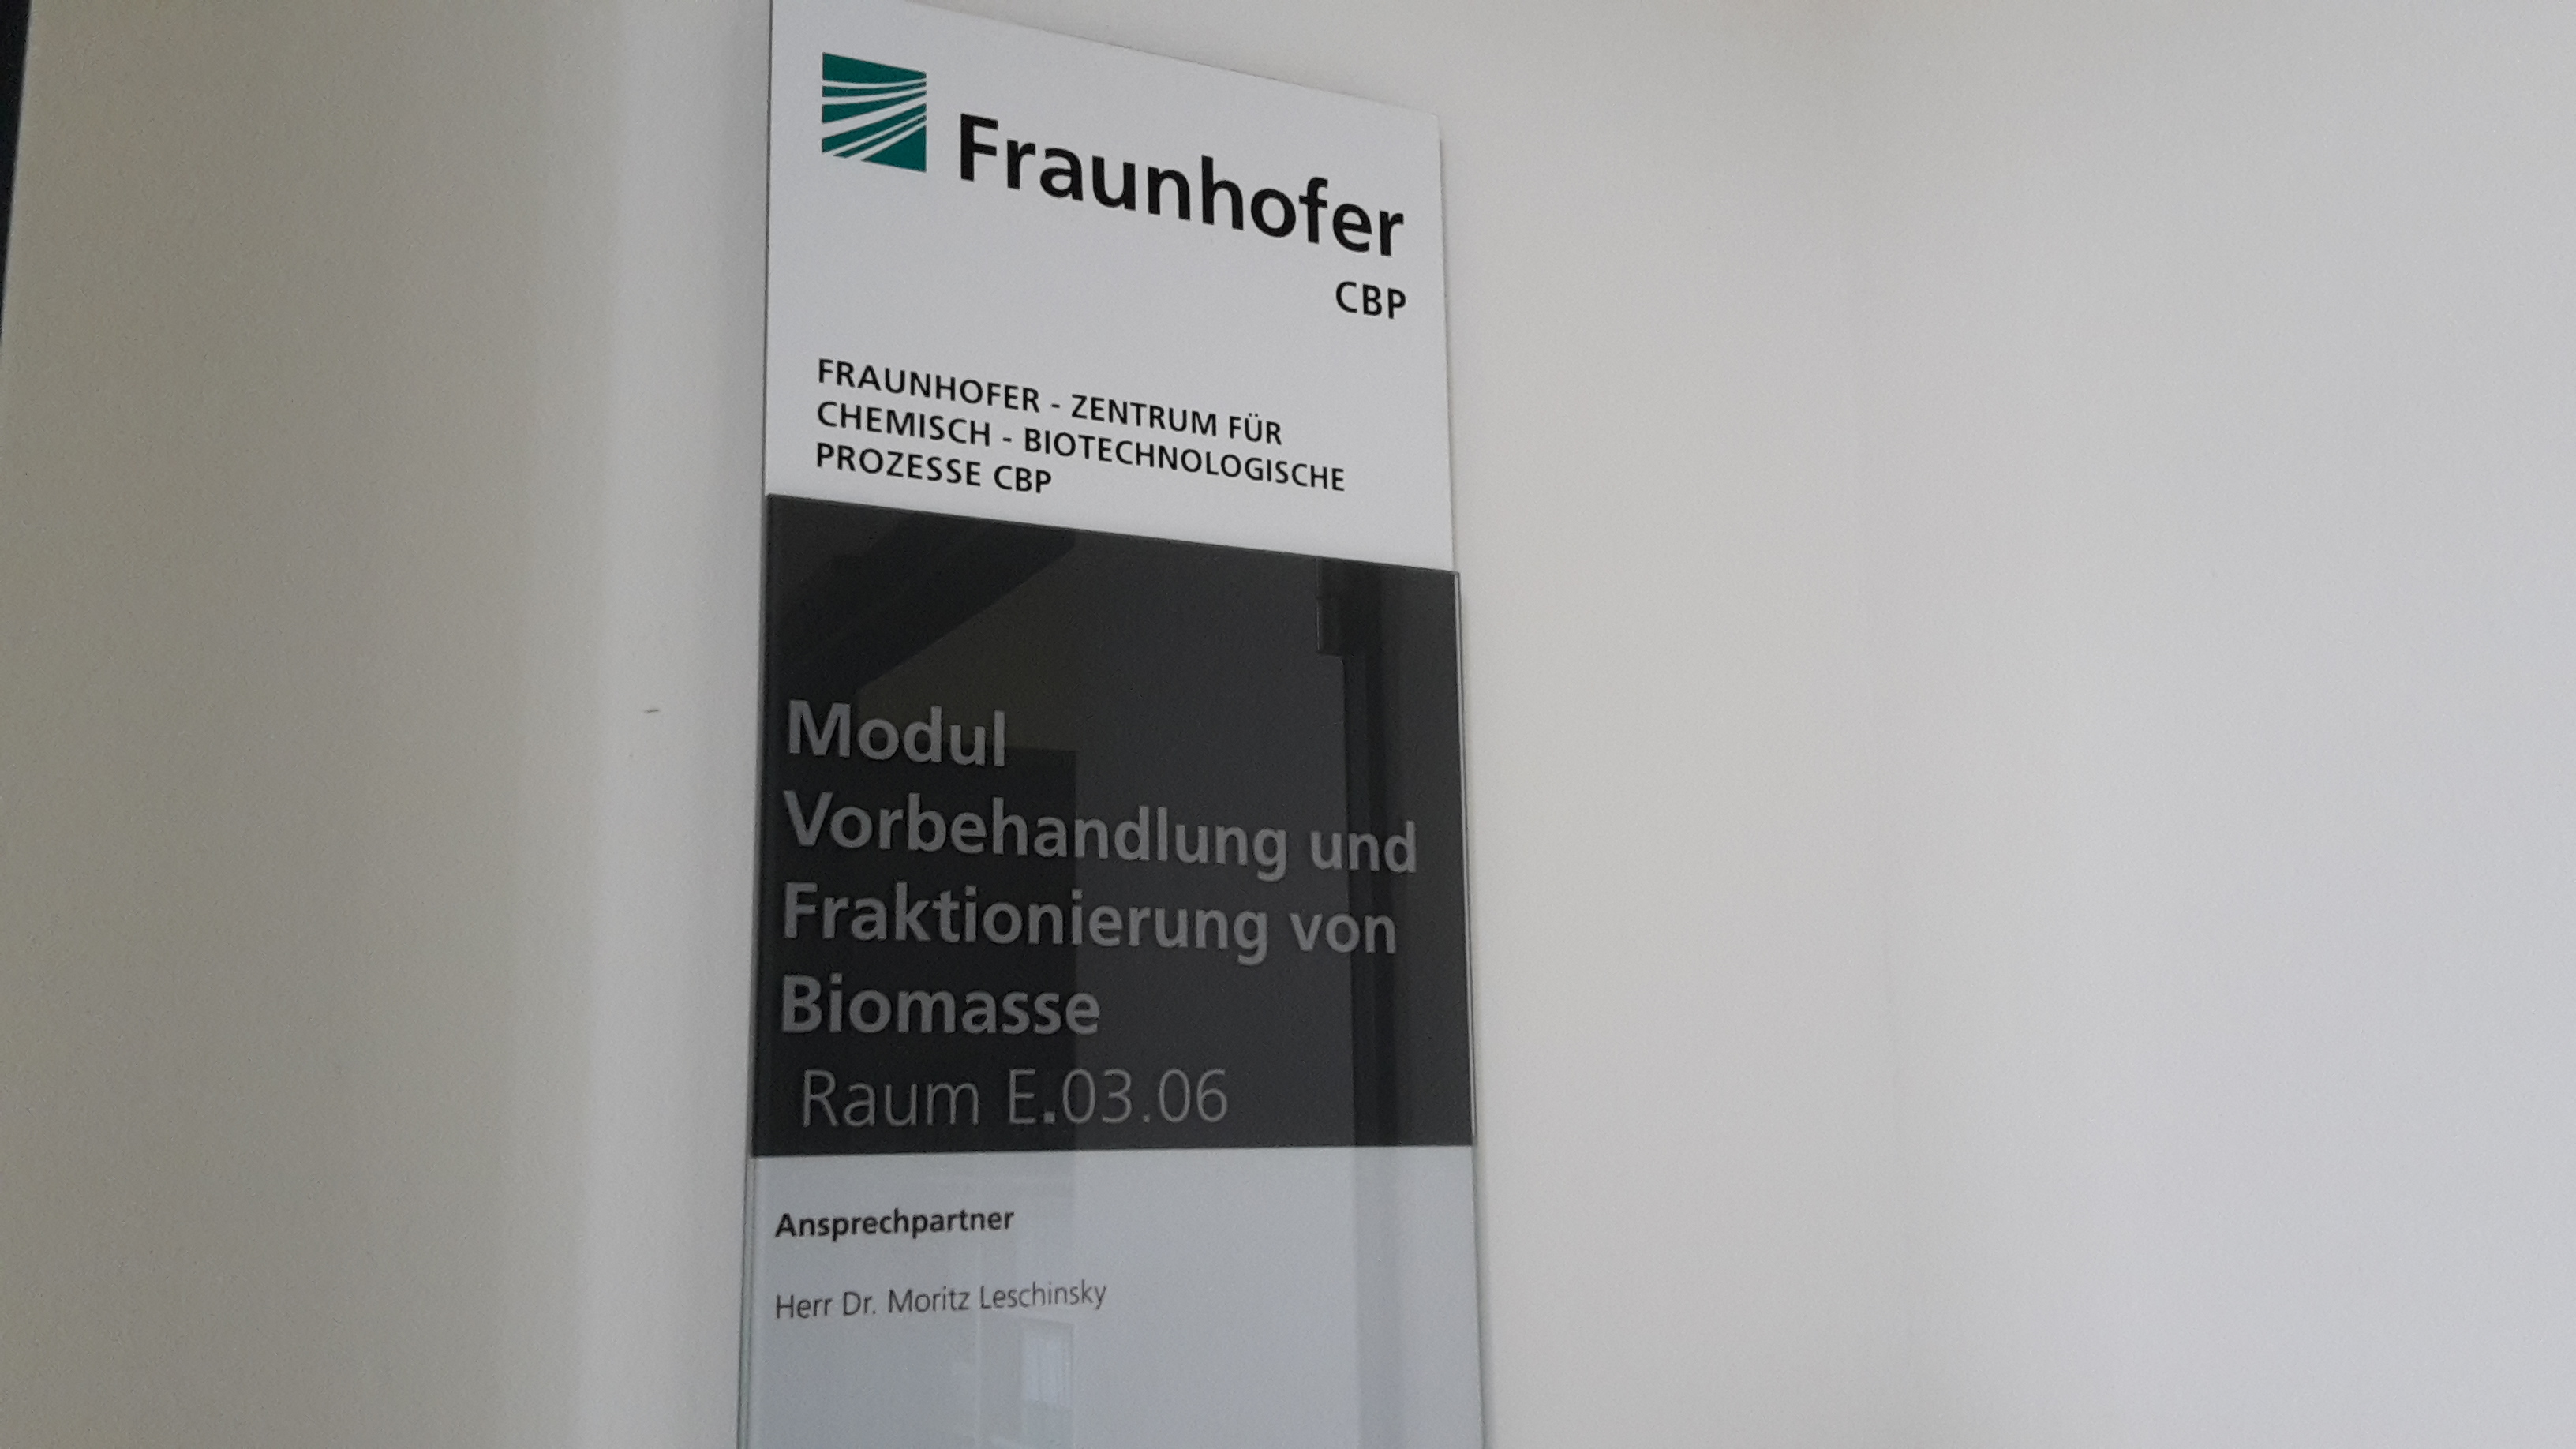 Fraunhofer
CBP
FRAUNHOFER - ZENTRUM FÜR
CHEMISCH - BIOTECHNOLOGISCHE
PROZESSE CBP
Modul
Vorbehandlung und
Fraktionierung von
Biomasse
Raum E.03.06
Ansprechpartner
Herr Dr. Moritz Leschinsky